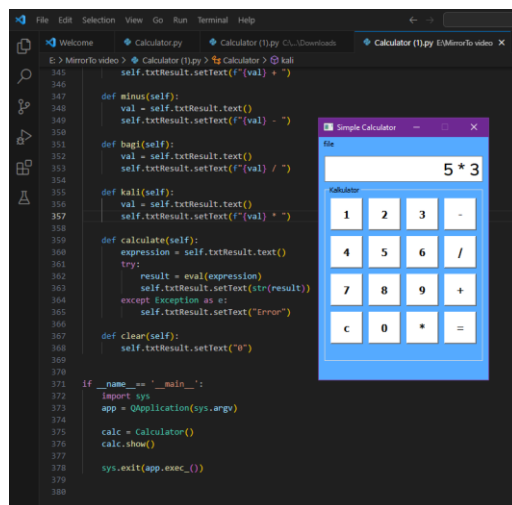 File Edit Selection View Go Run Terminal Help
Welcome Calculator.py Calculator (1).py C:\...\Downloads Calculator (1).py E:\MirrorTo video
E: > MirrorTo video > Calculator (1).py > Calculator > kali
345 self.txtResult.setText(f"{val} + ")
346
347 def minus(self):
348 val = self.txtResult.text()
349 self.txtResult.setText(f"{val} - ")
350
351 def bagi(self):
352 val = self.txtResult.text()
353 self.txtResult.setText(f"{val} / ")
354
355 def kali(self):
356 val = self.txtResult.text()
357 self.txtResult.setText(f"{val} * ")
358
359 def calculate(self):
360 expression = self.txtResult.text()
361 try:
362 result = eval(expression)
363 self.txtResult.setText(str(result))
364 except Exception as e:
365 self.txtResult.setText("Error")
366
367 def clear(self):
368 self.txtResult.setText("0")
369
370
371 if __name__== '__main__':
372 import sys
373 app = QApplication(sys.argv)
374
375 calc = Calculator()
376 calc.show()
377
378 sys.exit(app.exec_())
379
380
Simple Calculator
file
5 * 3
Kalkulator
1 2 3 -
4 5 6 /
7 8 9 +
c 0 * =